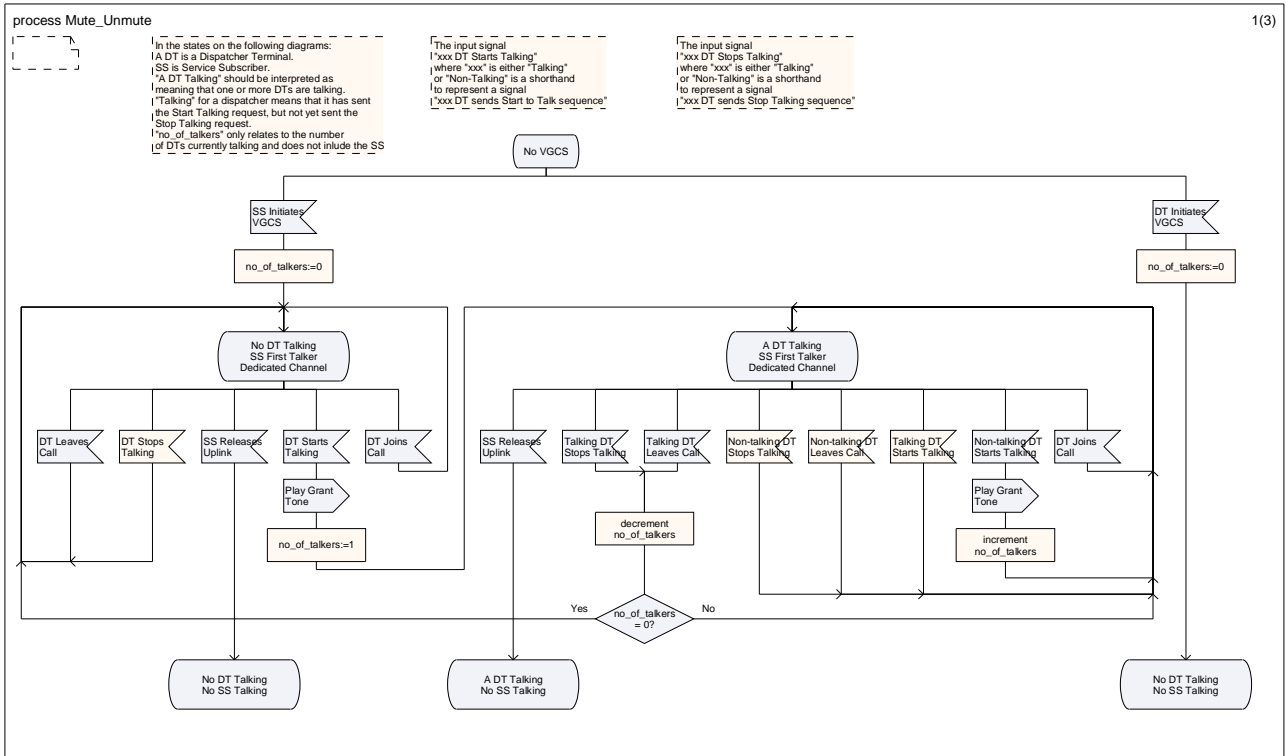 process Mute_Unmute
1(3)
In the states on the following diagrams:
A DT is a Dispatcher Terminal.
SS is Service Subscriber.
"A DT Talking" should be interpreted as
meaning that one or more DTs are talking.
"Talking" for a dispatcher means that it has sent
the Start Talking request, but not yet sent the
Stop Talking request.
"no_of_talkers" only relates to the number
of DTs currently talking and does not inlude the SS
The input signal
"xxx DT Starts Talking"
where "xxx" is either "Talking"
or "Non-Talking" is a shorthand
to represent a signal
"xxx DT sends Start to Talk sequence"
The input signal
"xxx DT Stops Talking"
where "xxx" is either "Talking"
or "Non-Talking" is a shorthand
to represent a signal
"xxx DT sends Stop Talking sequence"
No VGCS
SS Initiates
VGCS
DT Initiates
VGCS
no_of_talkers:=0
no_of_talkers:=0
No DT Talking
SS First Talker
Dedicated Channel
A DT Talking
SS First Talker
Dedicated Channel
DT Leaves
Call
DT Stops
Talking
SS Releases
Uplink
DT Starts
Talking
DT Joins
Call
SS Releases
Uplink
Talking DT
Stops Talking
Talking DT
Leaves Call
Non-talking DT
Stops Talking
Non-talking DT
Leaves Call
Talking DT
Starts Talking
Non-talking DT
Starts Talking
DT Joins
Call
Play Grant
Tone
Play Grant
Tone
no_of_talkers:=1
decrement
no_of_talkers
increment
no_of_talkers
Yes
no_of_talkers
= 0?
No
No DT Talking
No SS Talking
A DT Talking
No SS Talking
No DT Talking
No SS Talking